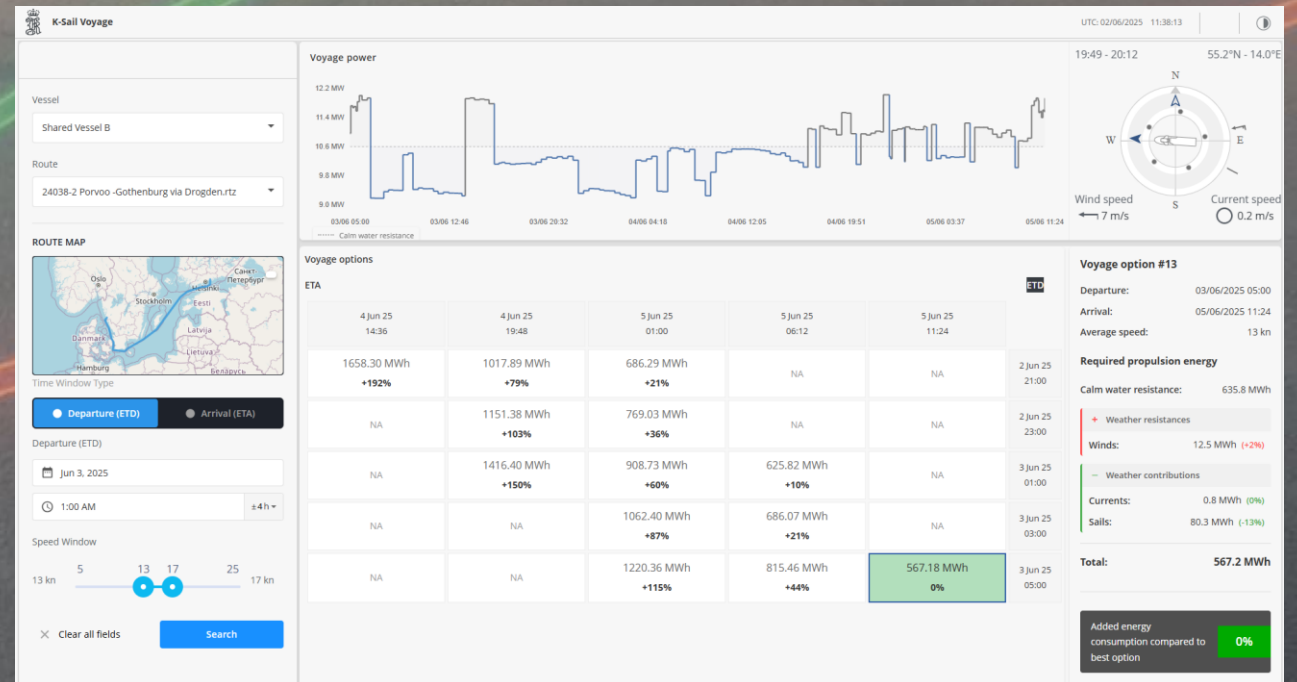 K-Sail Voyage
UTC: 02/06/2025 11:38:13
Vessel
Shared Vessel B
Route
24038-2 Porvoo -Gothenburg via Drogden.rtz
ROUTE MAP
Oslo
Stockholm
Helsinki
Санкт
Петербург
Eesti
Latvija
Danmark
Lietuva
Hamburg
Беларусь
Time Window Type
Departure (ETD) Arrival (ETA)
Departure (ETD)
Jun 3, 2025
1:00 AM ±4 h
Speed Window
5 13 17 25
13 kn 17 kn
Clear all fields Search
Voyage power
12.2 MW
11.4 MW
10.6 MW
9.8 MW
9.0 MW
03/06 05:00 03/06 12:46 03/06 20:32 04/06 04:18 04/06 12:05 04/06 19:51 05/06 03:37 05/06 11:24
Calm water resistance
19:49 - 20:12 55.2°N - 14.0°E
N
W E
S
Wind speed Current speed
7 m/s 0.2 m/s
Voyage options
ETA ETD
4 Jun 25 4 Jun 25 5 Jun 25 5 Jun 25 5 Jun 25
14:36 19:48 01:00 06:12 11:24
1658.30 MWh 1017.89 MWh 686.29 MWh NA NA 2 Jun 25
+192% +79% +21% 21:00
NA 1151.38 MWh 769.03 MWh NA NA 2 Jun 25
+103% +36% 23:00
NA 1416.40 MWh 908.73 MWh 625.82 MWh NA 3 Jun 25
+150% +60% +10% 01:00
NA NA 1062.40 MWh 686.07 MWh NA 3 Jun 25
+87% +21% 03:00
NA NA 1220.36 MWh 815.46 MWh 567.18 MWh 3 Jun 25
+115% +44% 0% 05:00
Voyage option #13
Departure: 03/06/2025 05:00
Arrival: 05/06/2025 11:24
Average speed: 13 kn
Required propulsion energy
Calm water resistance: 635.8 MWh
+ Weather resistances
Winds: 12.5 MWh (+2%)
− Weather contributions
Currents: 0.8 MWh (0%)
Sails: 80.3 MWh (-13%)
Total: 567.2 MWh
Added energy
consumption compared to 0%
best option